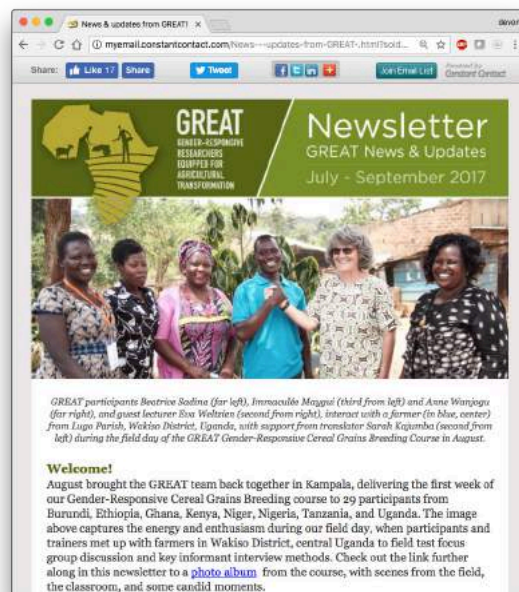 News & updates from GREAT!
devon
myemail.constantcontact.com/News---updates-from-GREAT-.html?soid...
Share: Like 17 Share Tweet Join Email List Powered by Constant Contact
GREAT
GENDER-RESPONSIVE
RESEARCHERS
EQUIPPED FOR
AGRICULTURAL
TRANSFORMATION
Newsletter
GREAT News & Updates
July - September 2017
GREAT participants Beatrice Sadina (far left), Immaculée Maygui (third from left) and Anne Wanjogu
(far right), and guest lecturer Eva Weltzien (second from right), interact with a farmer (in blue, center)
from Lugo Parish, Wakiso District, Uganda, with support from translator Sarah Kajumba (second from
left) during the field day of the GREAT Gender-Responsive Cereal Grains Breeding Course in August.
Welcome!
August brought the GREAT team back together in Kampala, delivering the first week of
our Gender-Responsive Cereal Grains Breeding course to 29 participants from
Burundi, Ethiopia, Ghana, Kenya, Niger, Nigeria, Tanzania, and Uganda. The image
above captures the energy and enthusiasm during our field day, when participants and
trainers met up with farmers in Wakiso District, central Uganda to field test focus
group discussion and key informant interview methods. Check out the link further
along in this newsletter to a photo album from the course, with scenes from the field,
the classroom, and some candid moments.